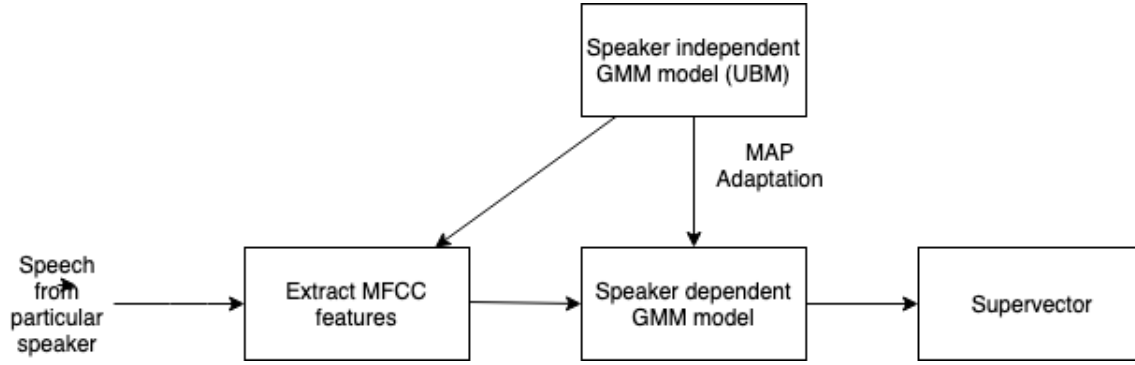 Speaker independent
GMM model (UBM)
MAP
Adaptation
Speech
from
particular
speaker
Extract MFCC
features
Speaker dependent
GMM model
Supervector